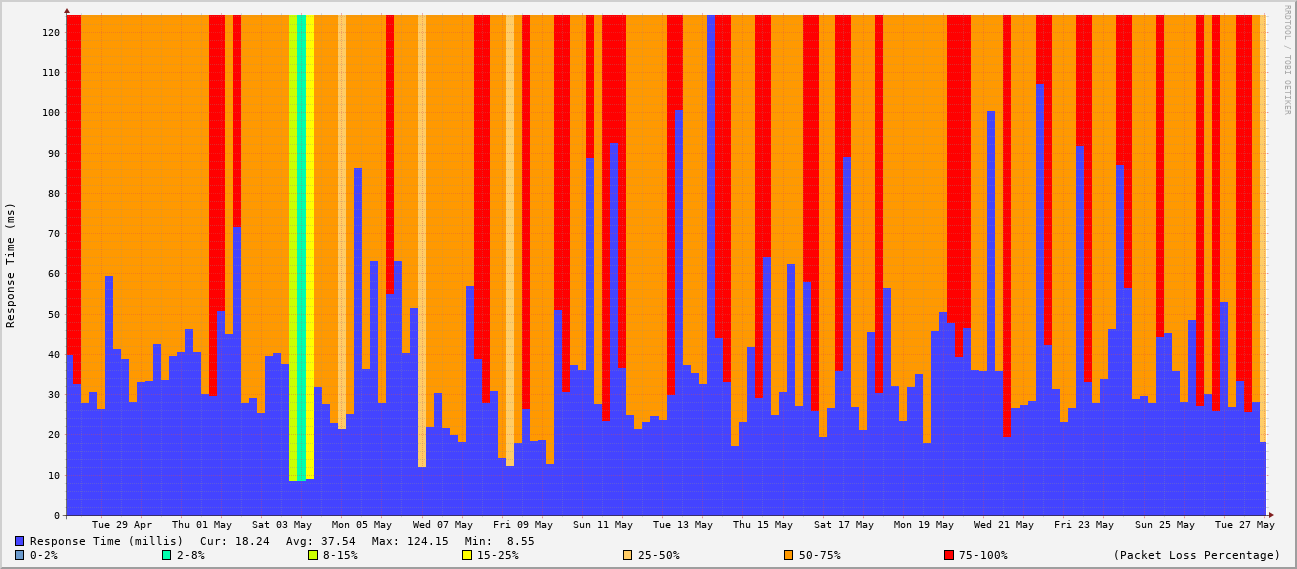 RRDTOOL / TOBI OETIKER
Response Time (ms)
120
110
100
90
80
70
60
50
40
30
20
10
0
Tue 29 Apr Thu 01 May Sat 03 May Mon 05 May Wed 07 May Fri 09 May Sun 11 May Tue 13 May Thu 15 May Sat 17 May Mon 19 May Wed 21 May Fri 23 May Sun 25 May Tue 27 May
Response Time (millis) Cur: 18.24 Avg: 37.54 Max: 124.15 Min: 8.55
0-2% 2-8% 8-15% 15-25% 25-50% 50-75% 75-100% (Packet Loss Percentage)